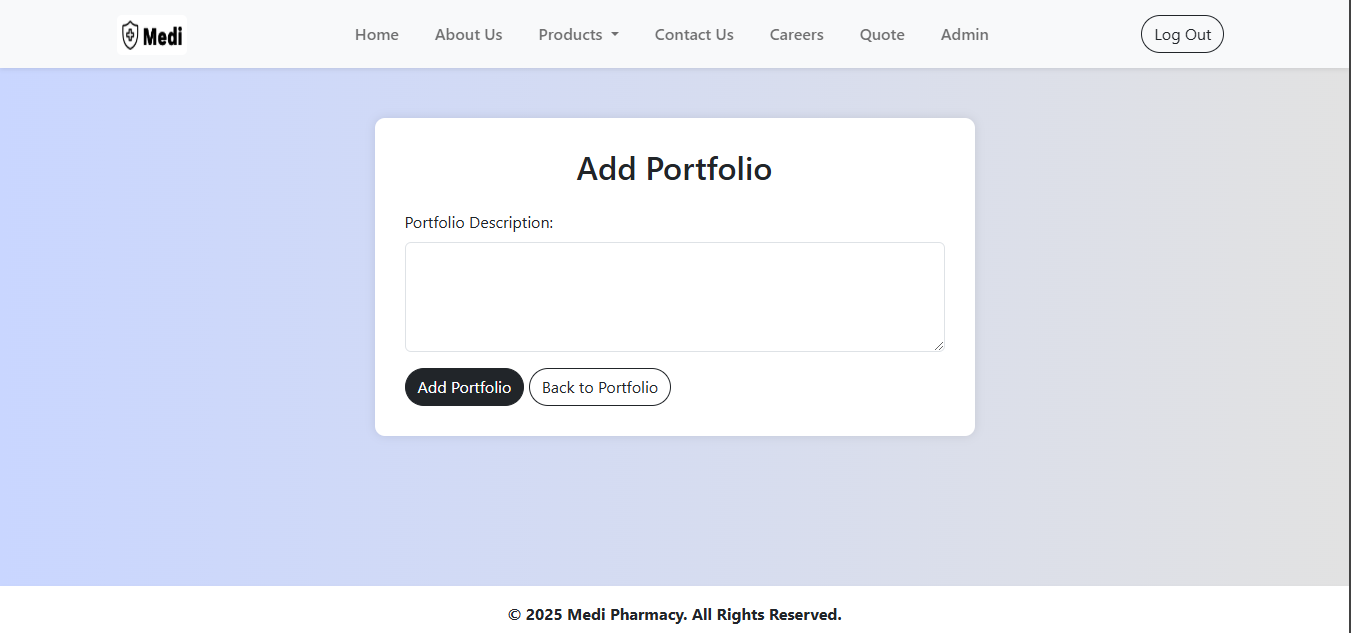 Medi
Home About Us Products Contact Us Careers Quote Admin Log Out
Add Portfolio
Portfolio Description:
Add Portfolio Back to Portfolio
© 2025 Medi Pharmacy. All Rights Reserved.